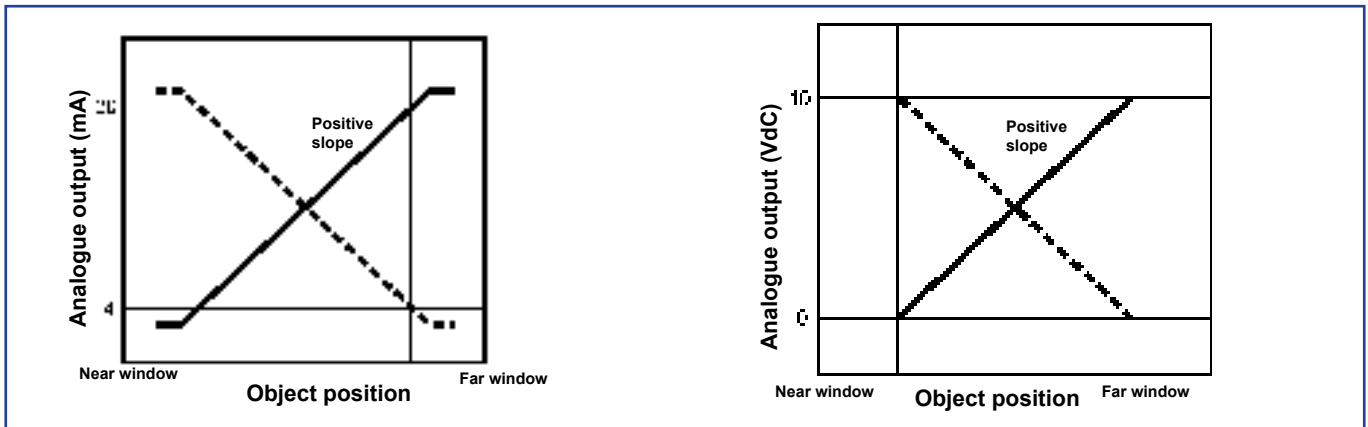 Analogue output (mA)
20
4
Positive
slope
Near window
Object position
Far window
Analogue output (VdC)
10
0
Positive
slope
Near window
Object position
Far window